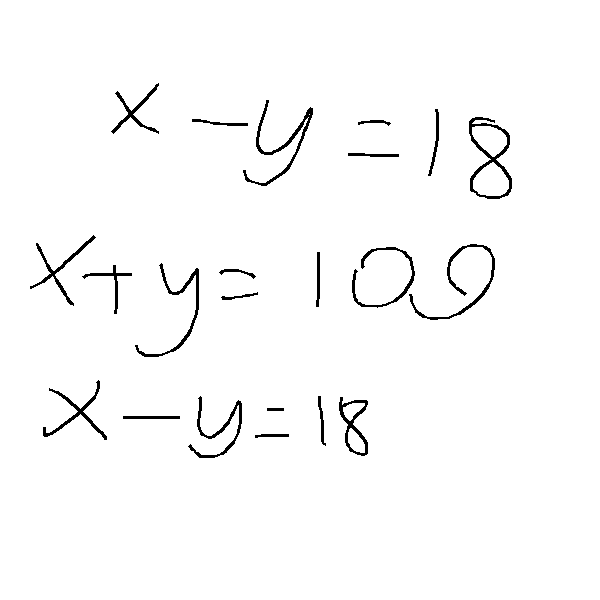 x - y = 18
x + y = 109
x - y = 18